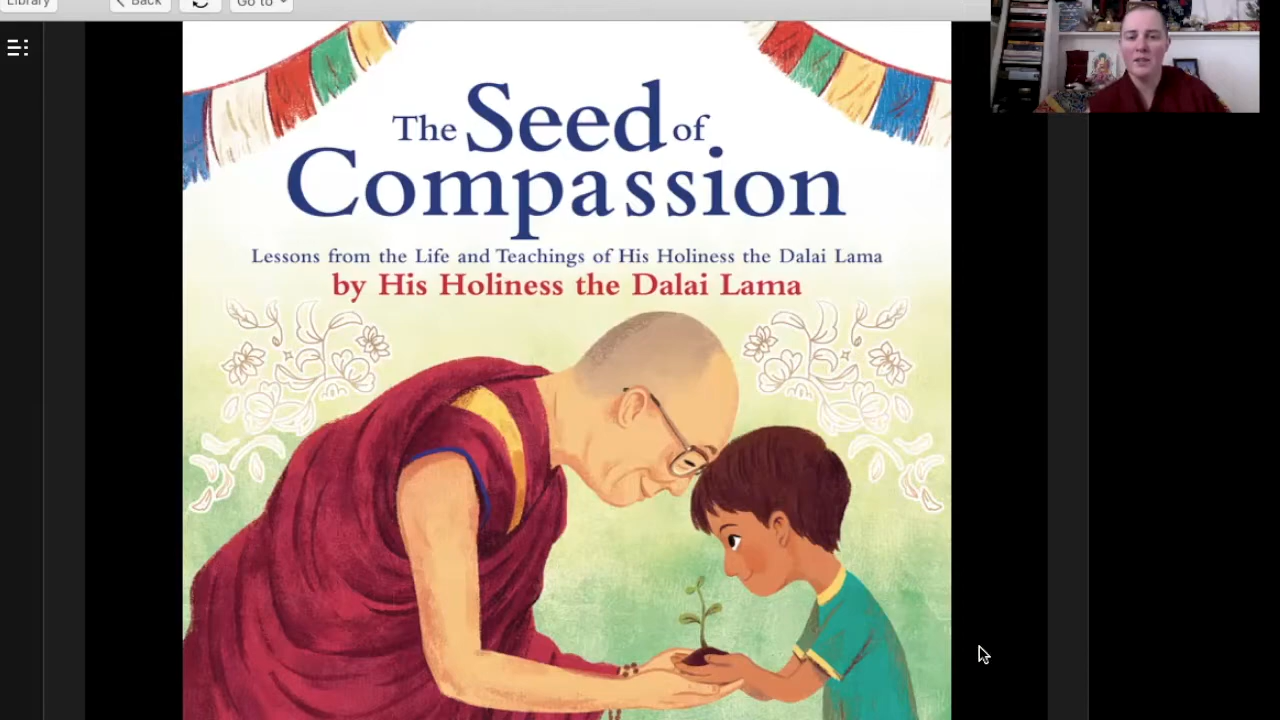 Library
Back
Go to
The Seed of
Compassion
Lessons from the Life and Teachings of His Holiness the Dalai Lama
by His Holiness the Dalai Lama